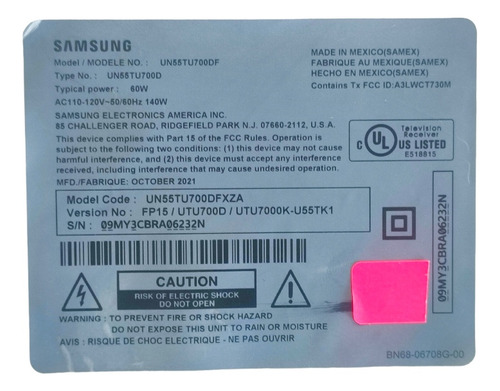 SAMSUNG
Model / MODELE NO. : UN55TU700DF
Type No. : UN55TU700D
Typical power : 60W
AC110-120V~50/60Hz 140W
MADE IN MEXICO(SAMEX)
FABRIQUE AU MEXIQUE (SAMEX)
HECHO EN MEXICO(SAMEX)
Contains Tx FCC ID:A3LWCT730M
SAMSUNG ELECTRONICS AMERICA INC.
85 CHALLENGER ROAD, RIDGEFIELD PARK N.J. 07660-2112, U.S.A.
This device complies with Part 15 of the FCC Rules. Operation is
subject to the following two conditions: (1) this device may not cause
harmful interference, and (2) this device must accept any interference
received, including interference that may cause undesired operation.
MFD./FABRIQUE: OCTOBER 2021
C UL US LISTED
Television
Receiver
E518815
Model Code : UN55TU700DFXZA
Version No : FP15 / UTU700D / UTU7000K-U55TK1
S/N : 09MY3CBRA06232N
09MY3CBRA06232N
CAUTION
RISK OF ELECTRIC SHOCK
DO NOT OPEN
WARNING : TO PREVENT FIRE OR SHOCK HAZARD
DO NOT EXPOSE THIS UNIT TO RAIN OR MOISTURE
AVIS : RISQUE DE CHOC ELECTRIQUE - NE PAS OUVRIR
BN68-06708G-00